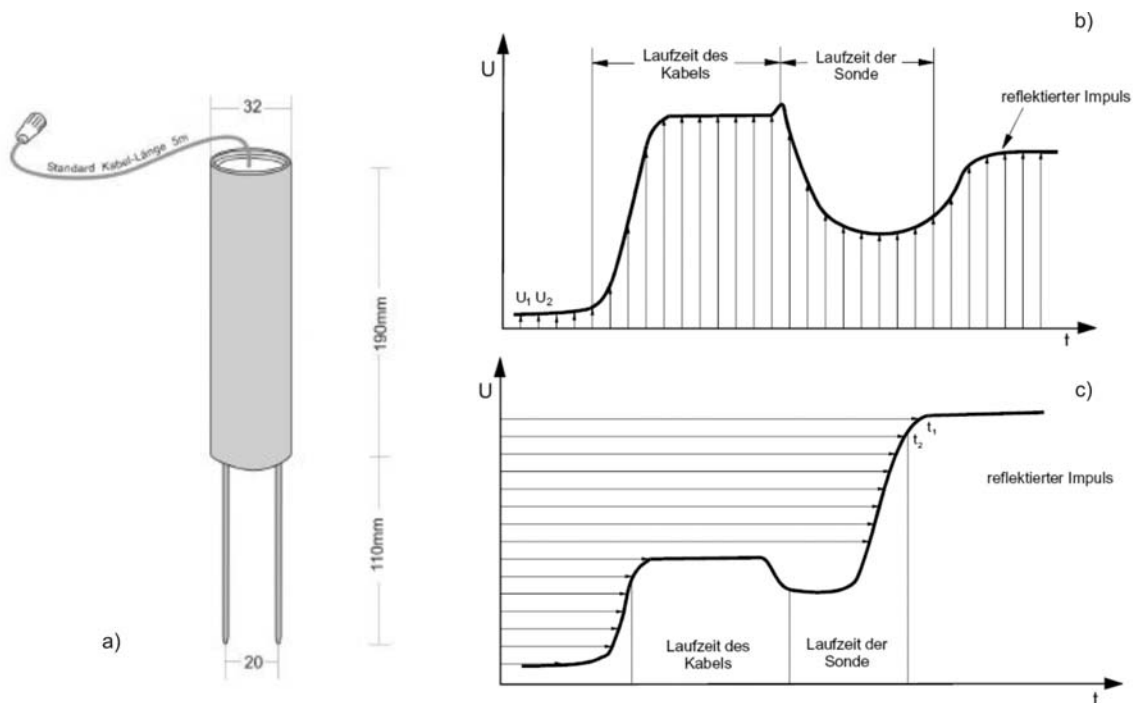 a)
32
Standard Kabel-Länge 5m
190mm
110mm
20
b)
U
Laufzeit des
Kabels
Laufzeit der
Sonde
reflektierter Impuls
U1 U2
t
c)
U
t1
t2
reflektierter Impuls
Laufzeit des
Kabels
Laufzeit der
Sonde
t